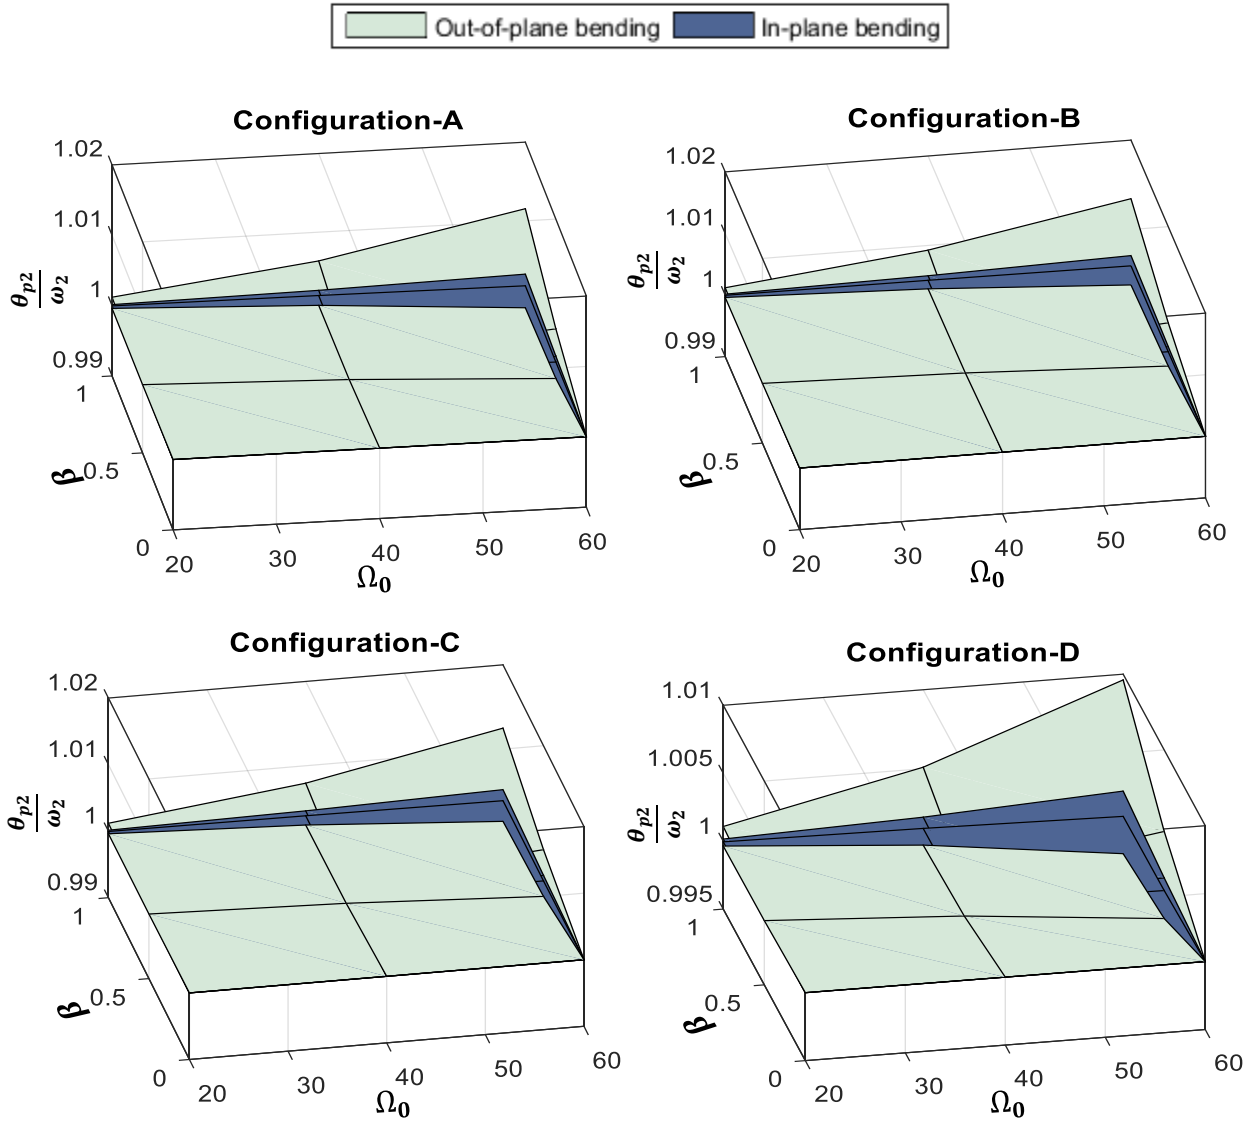 Out-of-plane bending In-plane bending
Configuration-A
1.02
1.01
1
0.99
θp2
ω2
1
0.5
0
β
20
30
40
50
60
Ω0
Configuration-B
1.02
1.01
1
0.99
θp2
ω2
1
0.5
0
β
20
30
40
50
60
Ω0
Configuration-C
1.02
1.01
1
0.99
θp2
ω2
1
0.5
0
β
20
30
40
50
60
Ω0
Configuration-D
1.01
1.005
1
0.995
θp2
ω2
1
0.5
0
β
20
30
40
50
60
Ω0